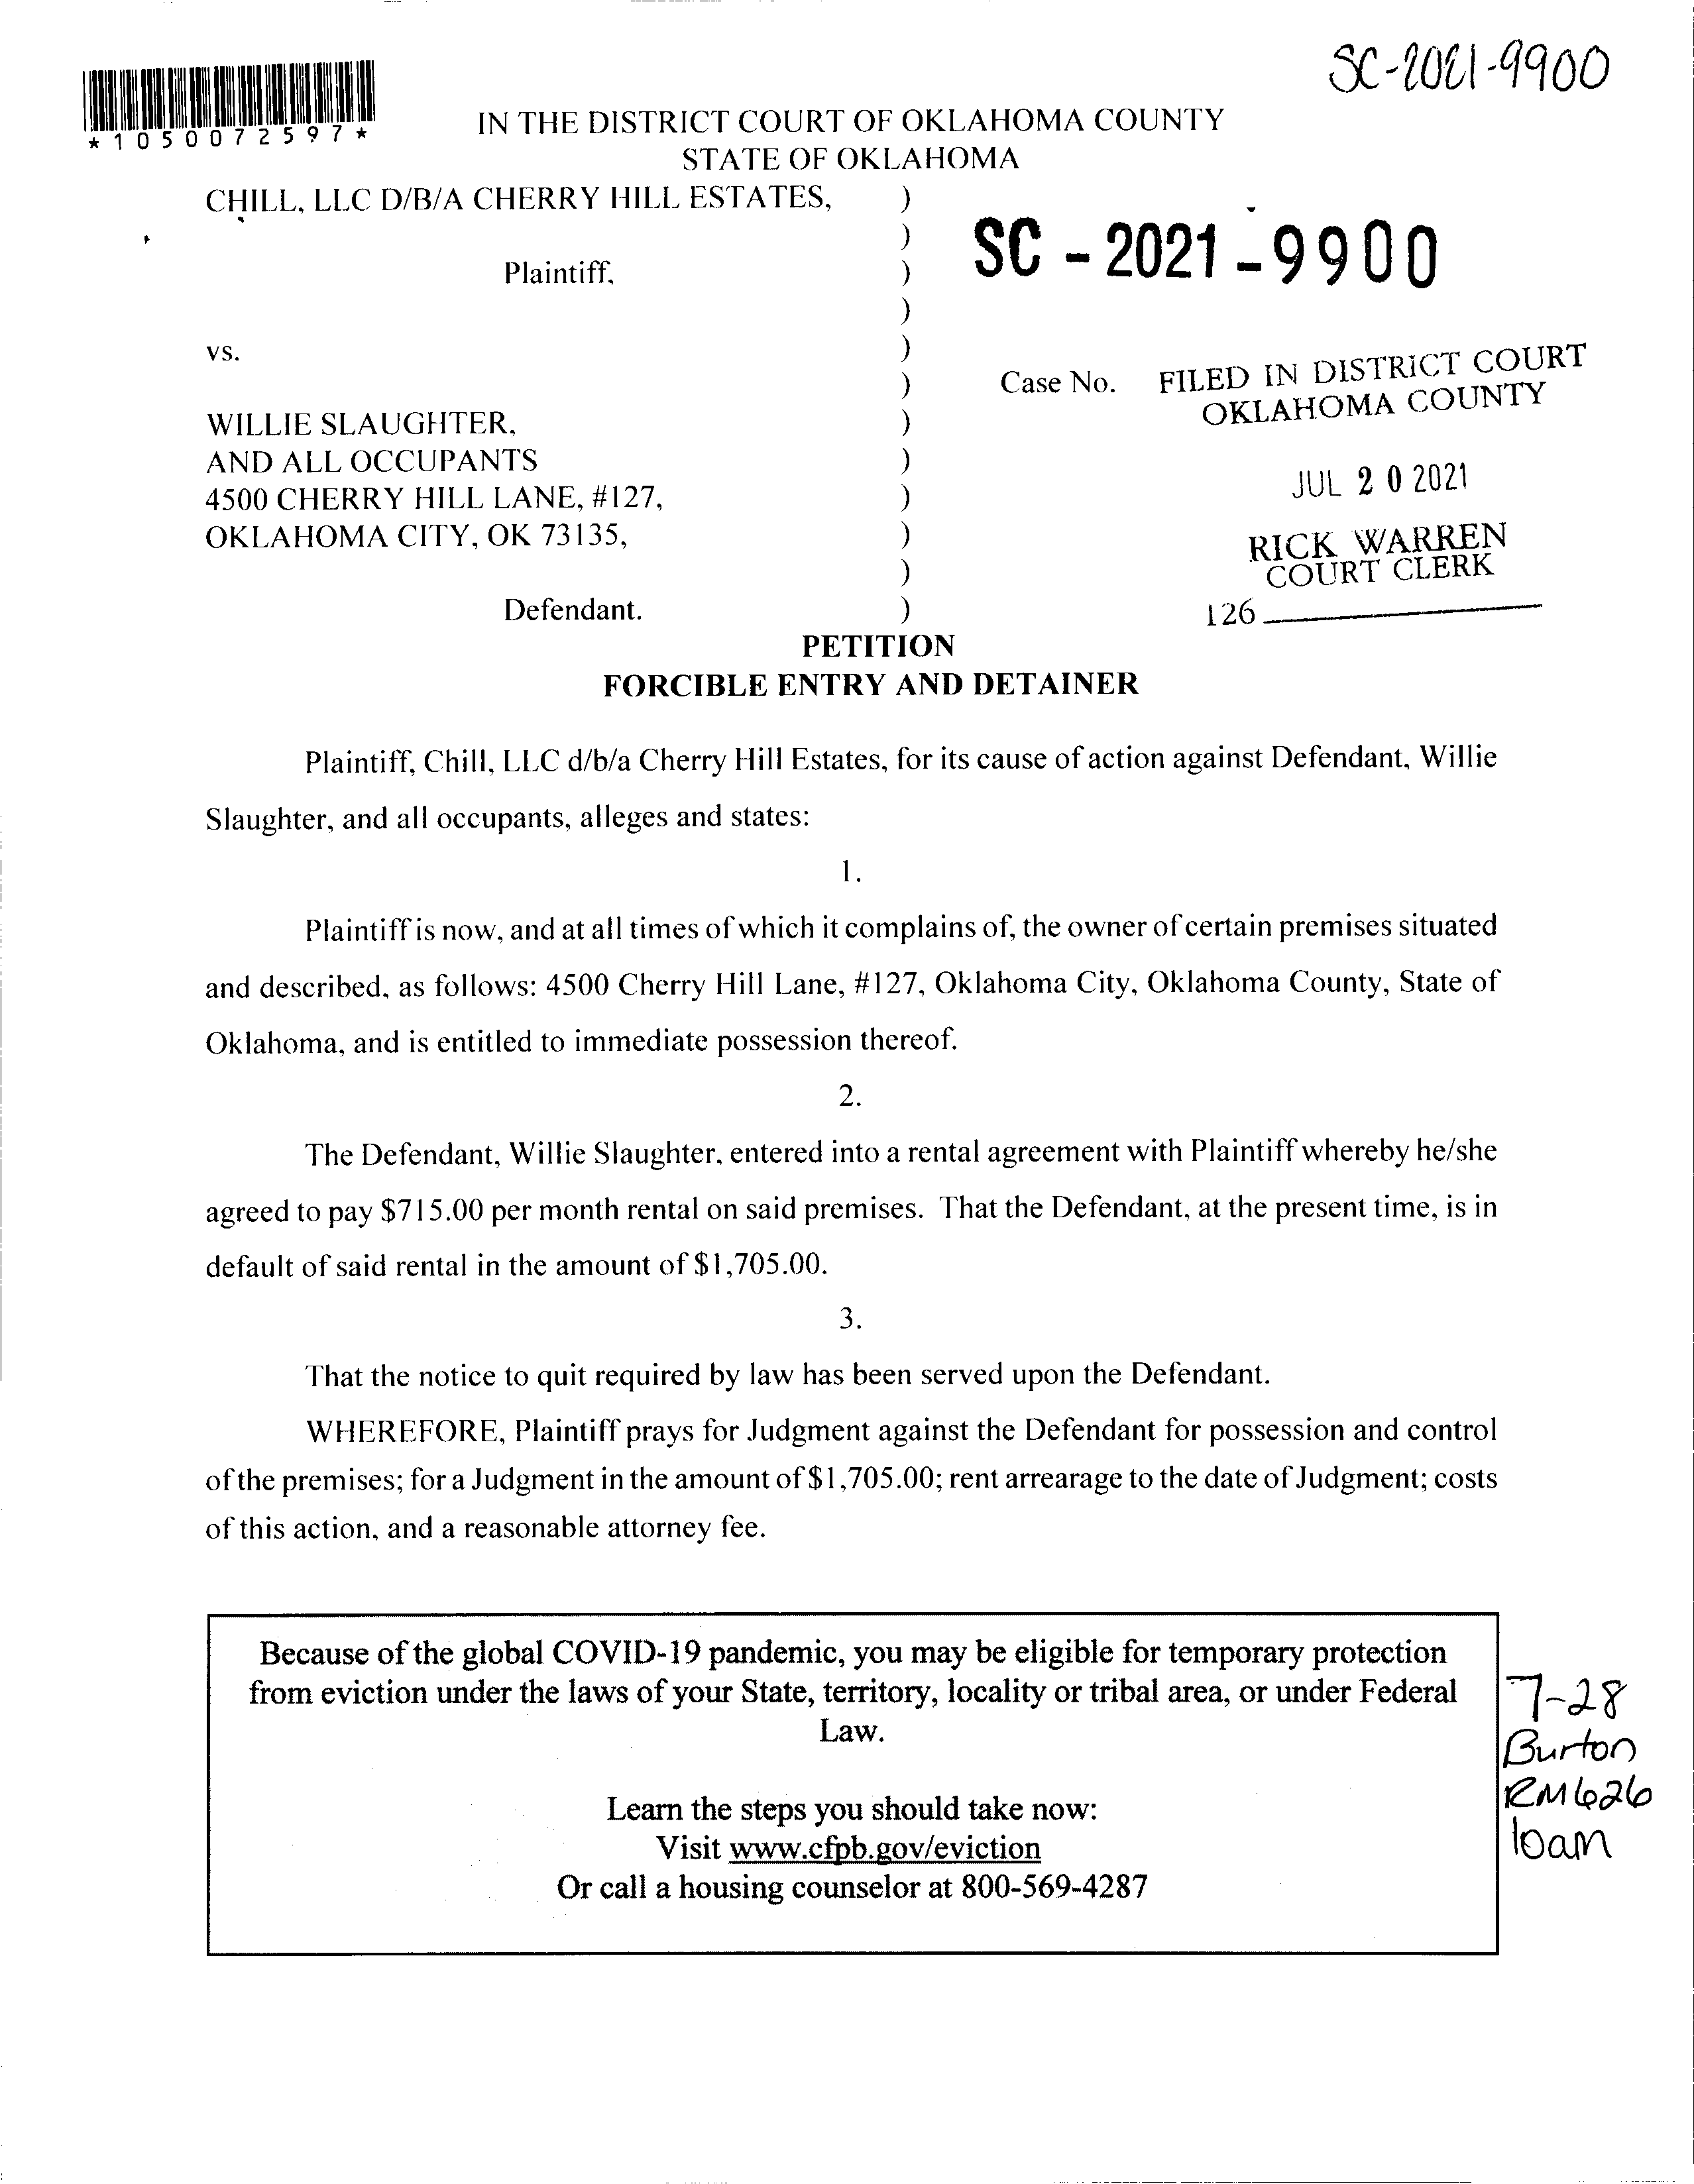 SC-2021-9900
*1050072597*
IN THE DISTRICT COURT OF OKLAHOMA COUNTY
STATE OF OKLAHOMA
CHILL, LLC D/B/A CHERRY HILL ESTATES, )
)
Plaintiff, )
)
vs. )
)
WILLIE SLAUGHTER, )
AND ALL OCCUPANTS )
4500 CHERRY HILL LANE, #127, )
OKLAHOMA CITY, OK 73135, )
)
Defendant. )
SC - 2021 - 9900
Case No.
FILED IN DISTRICT COURT
OKLAHOMA COUNTY
JUL 20 2021
RICK WARREN
COURT CLERK
126
PETITION
FORCIBLE ENTRY AND DETAINER
Plaintiff, Chill, LLC d/b/a Cherry Hill Estates, for its cause of action against Defendant, Willie
Slaughter, and all occupants, alleges and states:
1.
Plaintiff is now, and at all times of which it complains of, the owner of certain premises situated
and described, as follows: 4500 Cherry Hill Lane, #127, Oklahoma City, Oklahoma County, State of
Oklahoma, and is entitled to immediate possession thereof.
2.
The Defendant, Willie Slaughter, entered into a rental agreement with Plaintiff whereby he/she
agreed to pay $715.00 per month rental on said premises. That the Defendant, at the present time, is in
default of said rental in the amount of $1,705.00.
3.
That the notice to quit required by law has been served upon the Defendant.
WHEREFORE, Plaintiff prays for Judgment against the Defendant for possession and control
of the premises; for a Judgment in the amount of $1,705.00; rent arrearage to the date of Judgment; costs
of this action, and a reasonable attorney fee.
Because of the global COVID-19 pandemic, you may be eligible for temporary protection
from eviction under the laws of your State, territory, locality or tribal area, or under Federal
Law.
Learn the steps you should take now:
Visit www.cfpb.gov/eviction
Or call a housing counselor at 800-569-4287
7-28
Burton
RM 626
10am